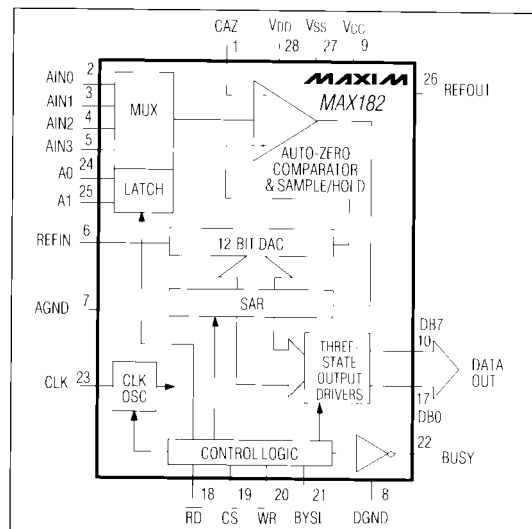 CAZ VDD VSS VCC
1 28 27 9
MAXIM
MAX182
AIN0 2
AIN1 3
AIN2 4
AIN3 5
MUX
26 REFOUT
A0 24
A1 25
LATCH
AUTO-ZERO
COMPARATOR
& SAMPLE/HOLD
REFIN 6
12 BIT DAC
AGND 7
SAR
CLK 23
CLK
OSC
THREE-
STATE
OUTPUT
DRIVERS
DB7
10
DATA
OUT
17
DB0
CONTROL LOGIC
22
BUSY
18 19 20 21 8
RD CS WR BYSL DGND